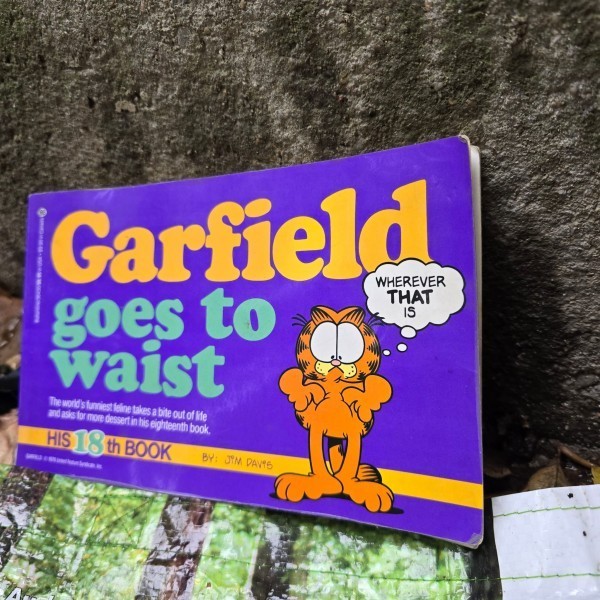 Garfield
goes to
waist
WHEREVER
THAT
IS
The world's funniest feline takes a bite out of life
and asks for more dessert in his eighteenth book.
HIS 18th BOOK
BY: JIM DAVIS